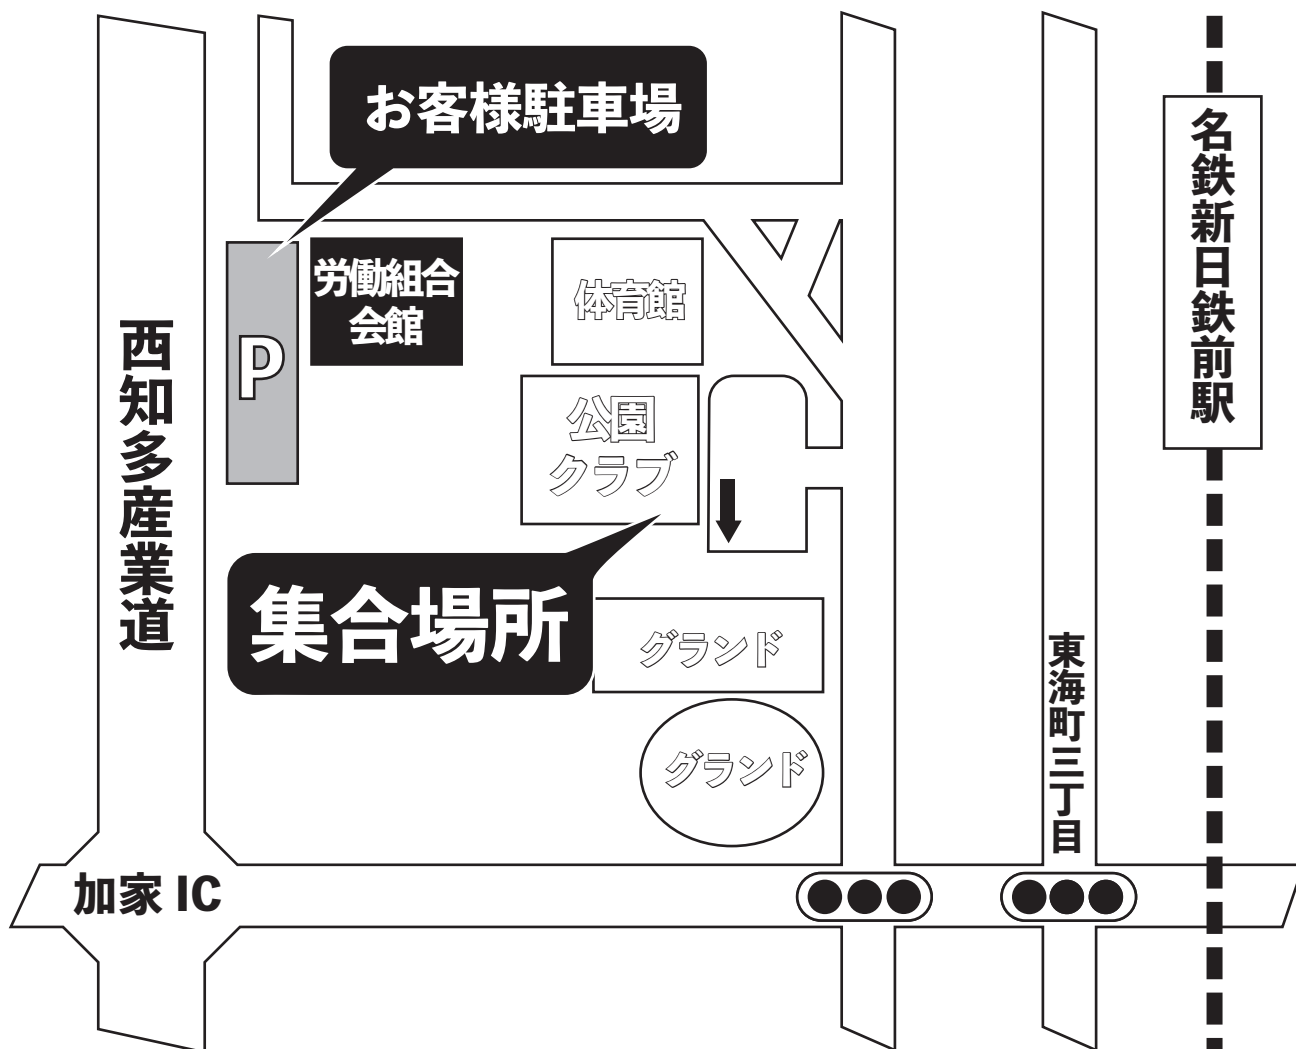 お客様駐車場
名鉄新日鉄前駅
労働組合
会館
体育館
P
西知多産業道
公園
クラブ
集合場所
グランド
東海町三丁目
グランド
加家 IC